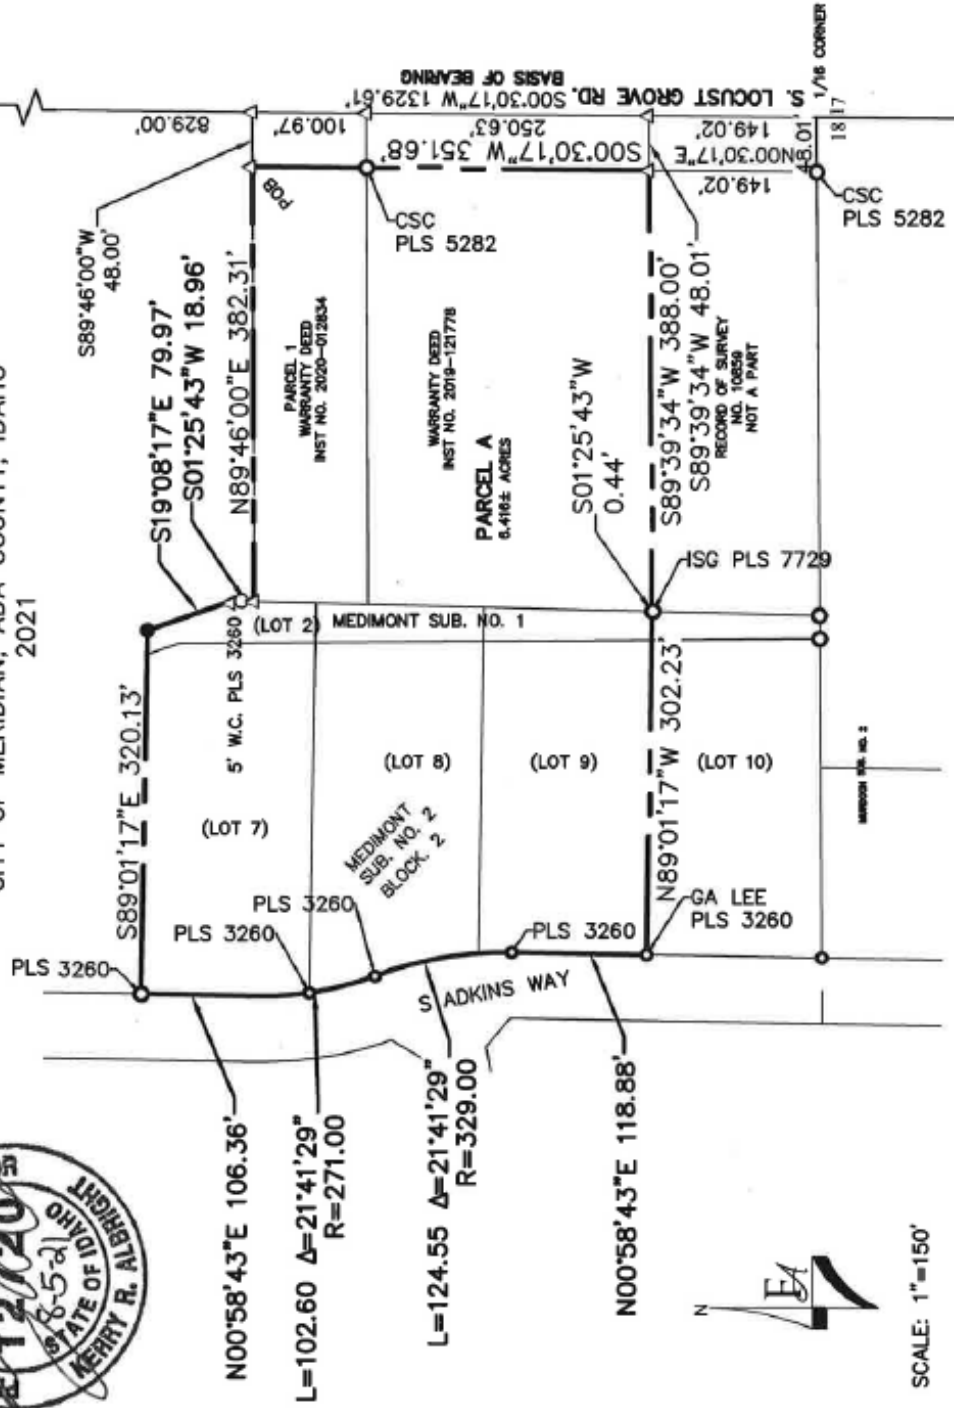 CITY OF MERIDIAN, ADA COUNTY, IDAHO
2021
S89°46'00"W
48.00'
S19°08'17"E 79.97'
S01°25'43"W 18.96'
S89°01'17"E 320.13'
N89°46'00"E 382.31'
829.00'
100.97'
250.63'
149.02'
S00°30'17"W 1329.61'
BASIS OF BEARING
S. LOCUST GROVE RD.
S00°30'17"W 351.68'
N00°30'17"E
149.02'
48.01'
1/16 CORNER
18 17
POB
CSC
PLS 5282
CSC
PLS 5282
PARCEL 1
WARRANTY DEED
INST NO. 2020-012834
WARRANTY DEED
INST NO. 2019-121778
PARCEL A
6.416± ACRES
S01°25'43"W
0.44'
S89°39'34"W 388.00'
S89°39'34"W 48.01'
RECORD OF SURVEY
NO. 10859
NOT A PART
ISG PLS 7729
(LOT 2)
MEDIMONT SUB. NO. 1
5' W.C. PLS 3260
(LOT 7)
(LOT 8)
(LOT 9)
(LOT 10)
MEDIMONT
SUB. NO. 2
BLOCK. 2
N89°01'17"W 302.23'
SUB. NO. 2
PLS 3260
PLS 3260
PLS 3260
PLS 3260
GA LEE
PLS 3260
S ADKINS WAY
N00°58'43"E 106.36'
L=102.60 Δ=21°41'29"
R=271.00
L=124.55 Δ=21°41'29"
R=329.00
N00°58'43"E 118.88'
8-5-21
STATE OF IDAHO
KERRY R. ALBRIGHT
N
EA
SCALE: 1"=150'